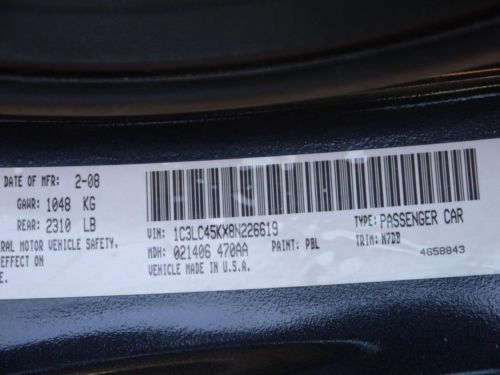 DATE OF MFR: 2-08
GAWR: 1048 KG
REAR: 2310 LB
RAL MOTOR VEHICLE SAFETY,
EFFECT ON
E.
VIN: 1C3LC45KX8N226619
TYPE: PASSENGER CAR
MDH: 021406 470AA
PAINT: PBL
TRIM: N7DB
VEHICLE MADE IN U.S.A.
4658843